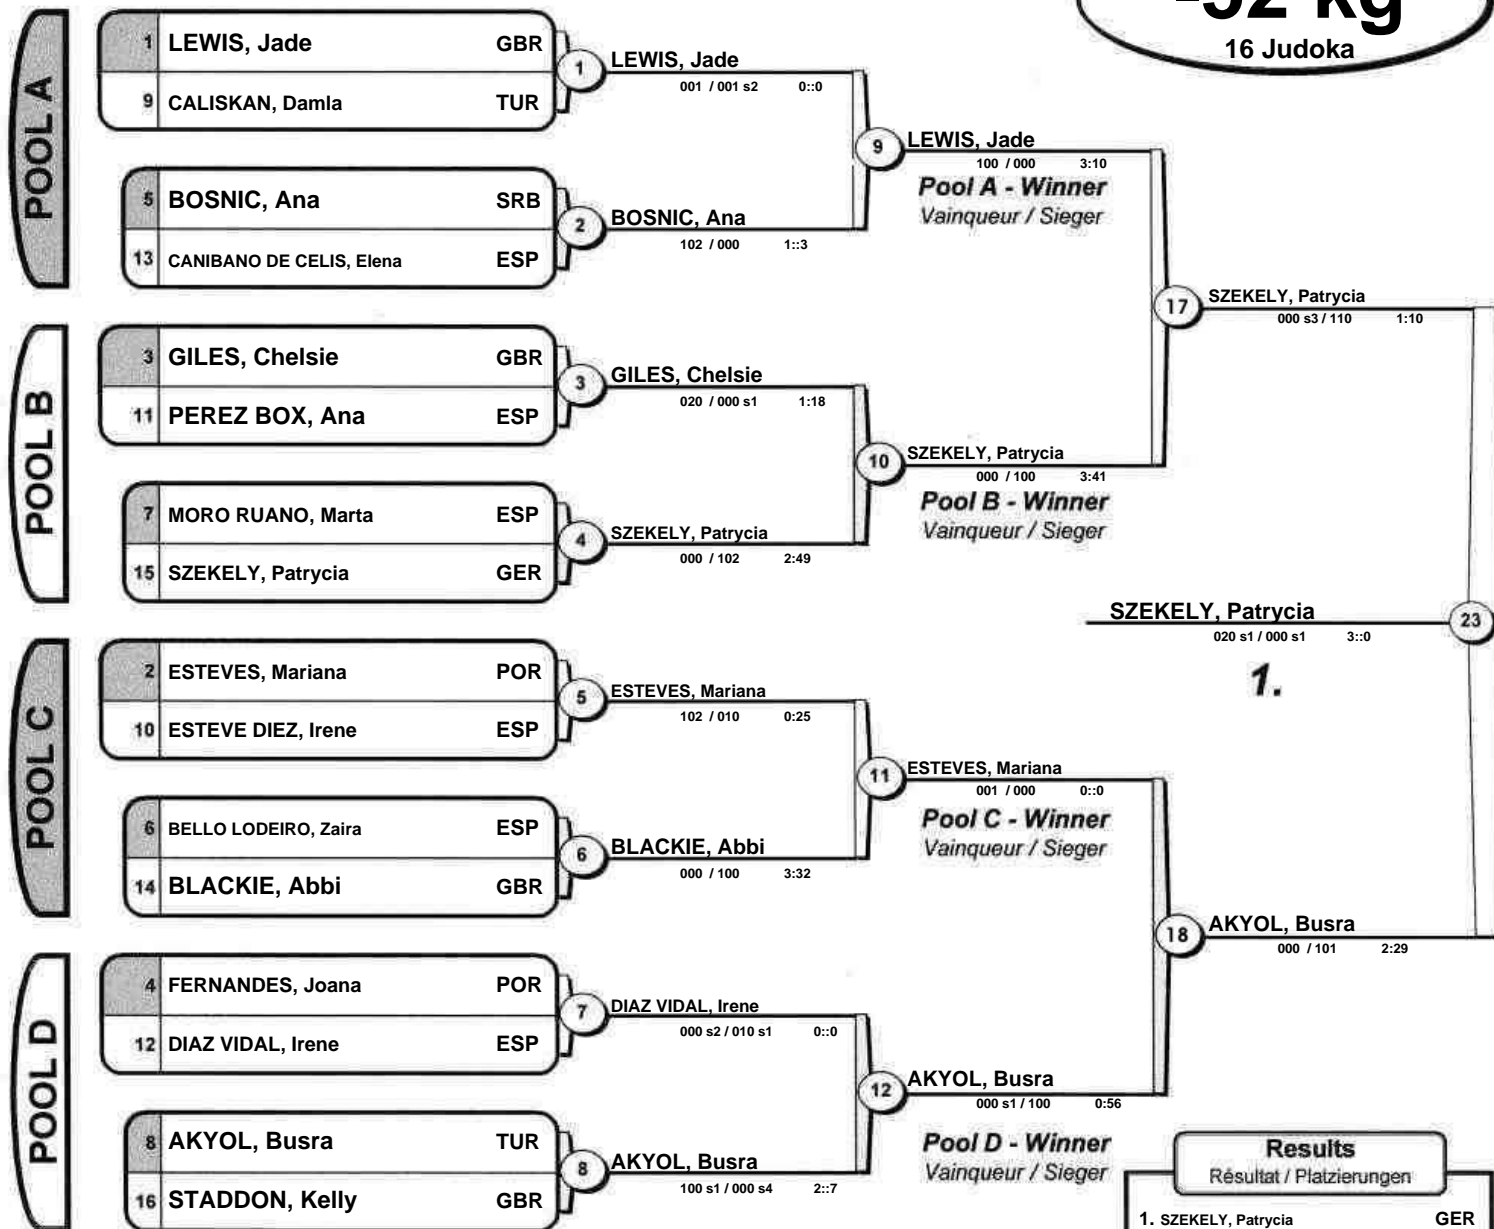 -52 kg
16 Judoka
POOL A
1 LEWIS, Jade GBR
9 CALISKAN, Damla TUR
1 LEWIS, Jade
001 / 001 s2 0::0
5 BOSNIC, Ana SRB
13 CANIBANO DE CELIS, Elena ESP
2 BOSNIC, Ana
102 / 000 1::3
9 LEWIS, Jade
100 / 000 3:10
Pool A - Winner
Vainqueur / Sieger
POOL B
3 GILES, Chelsie GBR
11 PEREZ BOX, Ana ESP
3 GILES, Chelsie
020 / 000 s1 1:18
7 MORO RUANO, Marta ESP
15 SZEKELY, Patrycia GER
4 SZEKELY, Patrycia
000 / 102 2:49
10 SZEKELY, Patrycia
000 / 100 3:41
Pool B - Winner
Vainqueur / Sieger
17 SZEKELY, Patrycia
000 s3 / 110 1:10
SZEKELY, Patrycia 23
020 s1 / 000 s1 3::0
1.
POOL C
2 ESTEVES, Mariana POR
10 ESTEVE DIEZ, Irene ESP
5 ESTEVES, Mariana
102 / 010 0:25
6 BELLO LODEIRO, Zaira ESP
14 BLACKIE, Abbi GBR
6 BLACKIE, Abbi
000 / 100 3:32
11 ESTEVES, Mariana
001 / 000 0::0
Pool C - Winner
Vainqueur / Sieger
18 AKYOL, Busra
000 / 101 2:29
POOL D
4 FERNANDES, Joana POR
12 DIAZ VIDAL, Irene ESP
7 DIAZ VIDAL, Irene
000 s2 / 010 s1 0::0
8 AKYOL, Busra TUR
16 STADDON, Kelly GBR
8 AKYOL, Busra
100 s1 / 000 s4 2::7
12 AKYOL, Busra
000 s1 / 100 0:56
Pool D - Winner
Vainqueur / Sieger
Results
Résultat / Platzierungen
1. SZEKELY, Patrycia GER